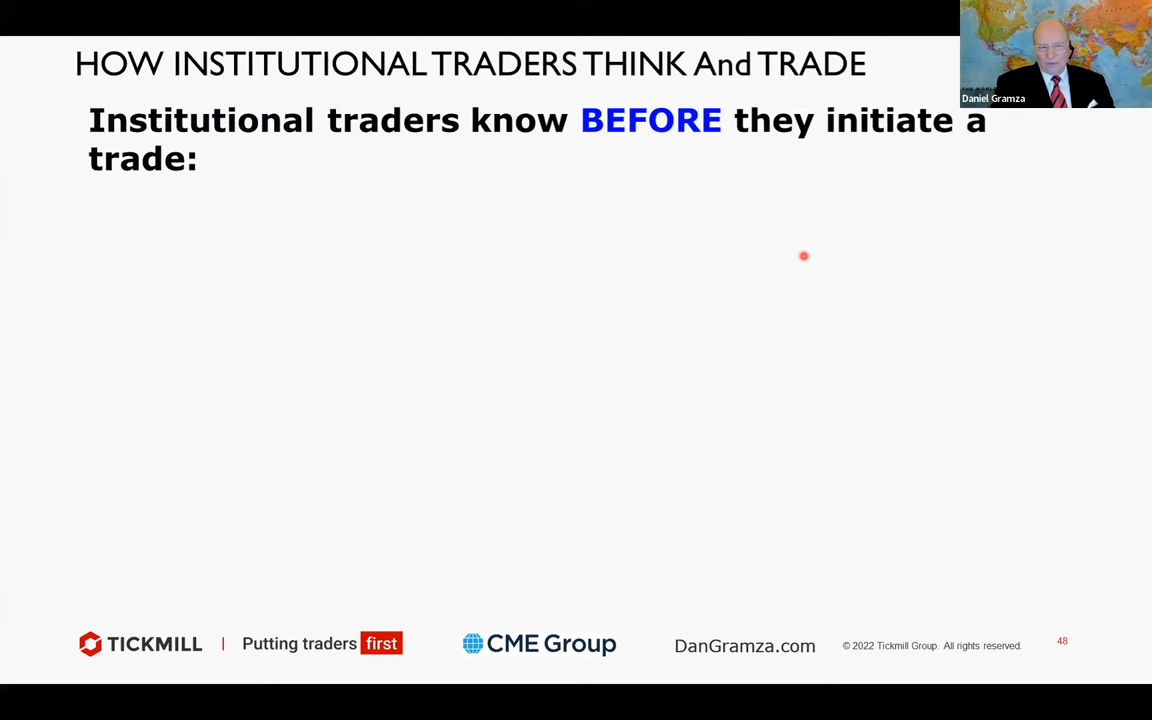 HOW INSTITUTIONAL TRADERS THINK And TRADE
Daniel Gramza
Institutional traders know BEFORE they initiate a
trade:
TICKMILL | Putting traders first CME Group DanGramza.com © 2022 Tickmill Group. All rights reserved. 48